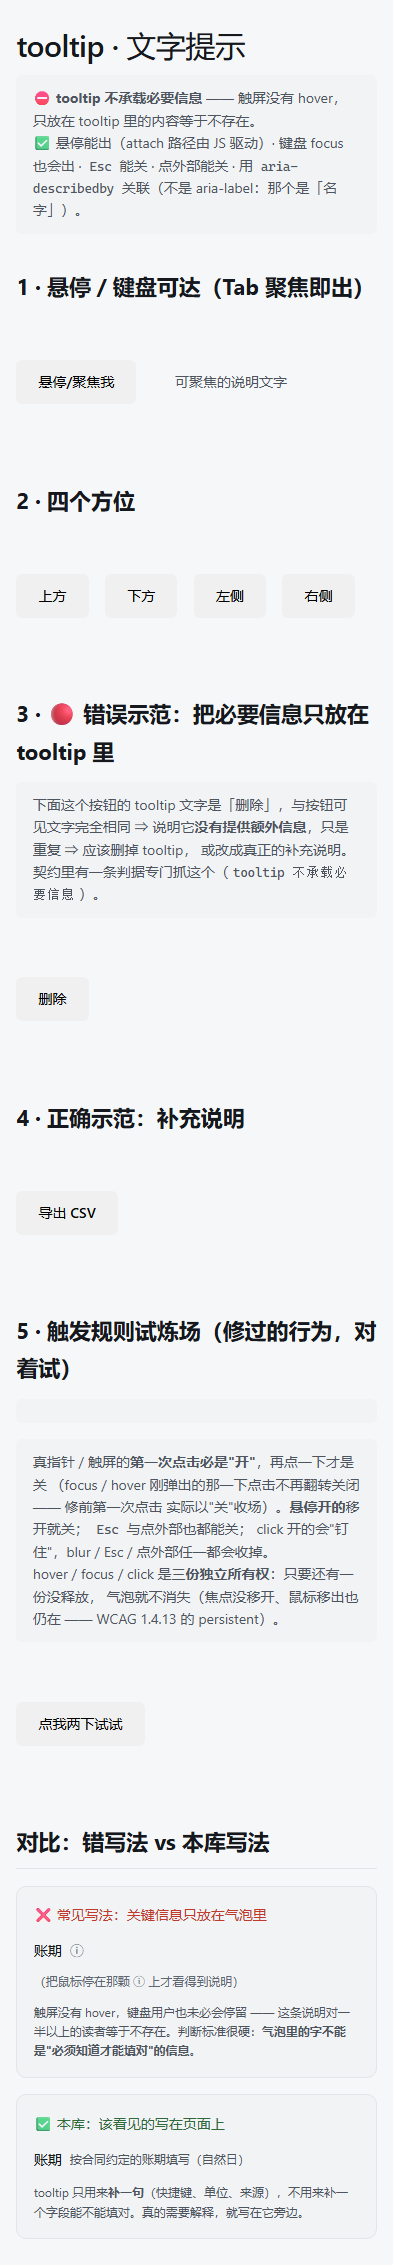 tooltip · 文字提示
⛔ tooltip 不承载必要信息 —— 触屏没有 hover，
只放在 tooltip 里的内容等于不存在。
✅ 悬停能出（attach 路径由 JS 驱动）· 键盘 focus
也会出 · Esc 能关 · 点外部能关 · 用 aria-
describedby 关联（不是 aria-label：那个是「名
字」）。
1 · 悬停 / 键盘可达（Tab 聚焦即出）
悬停/聚焦我 可聚焦的说明文字
2 · 四个方位
上方 下方 左侧 右侧
3 · 🔴 错误示范：把必要信息只放在
tooltip 里
下面这个按钮的 tooltip 文字是「删除」，与按钮可
见文字完全相同 ⇒ 说明它没有提供额外信息，只是
重复 ⇒ 应该删掉 tooltip， 或改成真正的补充说明。
契约里有一条判据专门抓这个（ tooltip 不承载必
要信息 ）。
删除
4 · 正确示范：补充说明
导出 CSV
5 · 触发规则试炼场（修过的行为，对
着试）
真指针 / 触屏的第一次点击必是"开"，再点一下才是
关 （focus / hover 刚弹出的那一下点击不再翻转关闭
—— 修前第一次点击 实际以"关"收场）。悬停开的移
开就关； Esc 与点外部也都能关； click 开的会"钉
住"，blur / Esc / 点外部任一都会收掉。
hover / focus / click 是三份独立所有权：只要还有一
份没释放， 气泡就不消失（焦点没移开、鼠标移出也
仍在 —— WCAG 1.4.13 的 persistent）。
点我两下试试
对比：错写法 vs 本库写法
❌ 常见写法：关键信息只放在气泡里
账期 ⓘ
（把鼠标停在那颗 ⓘ 上才看得到说明）
触屏没有 hover，键盘用户也未必会停留 —— 这条说明对一
半以上的读者等于不存在。判断标准很硬：气泡里的字不能
是"必须知道才能填对"的信息。
✅ 本库：该看见的写在页面上
账期 按合同约定的账期填写（自然日）
tooltip 只用来补一句（快捷键、单位、来源），不用来补一
个字段能不能填对。真的需要解释，就写在它旁边。